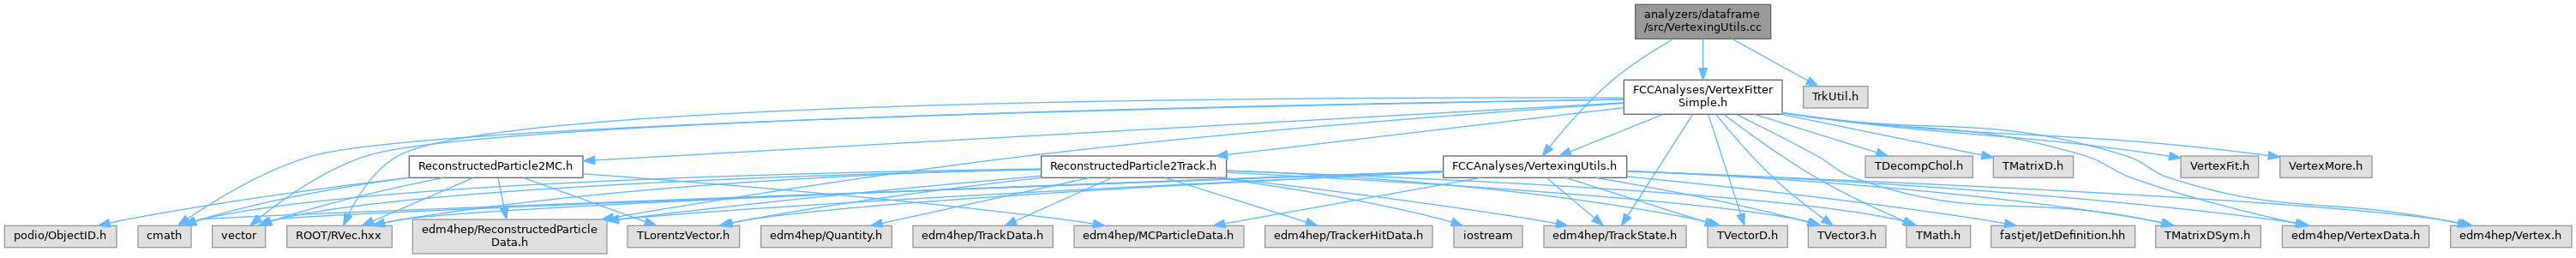 analyzers/dataframe
/src/VertexingUtils.cc
FCCAnalyses/VertexFitter
Simple.h
TrkUtil.h
ReconstructedParticle2MC.h
ReconstructedParticle2Track.h
FCCAnalyses/VertexingUtils.h
TDecompChol.h
TMatrixD.h
VertexFit.h
VertexMore.h
podio/ObjectID.h
cmath
vector
ROOT/RVec.hxx
edm4hep/ReconstructedParticle
Data.h
TLorentzVector.h
edm4hep/Quantity.h
edm4hep/TrackData.h
edm4hep/MCParticleData.h
edm4hep/TrackerHitData.h
iostream
edm4hep/TrackState.h
TVectorD.h
TVector3.h
TMath.h
fastjet/JetDefinition.hh
TMatrixDSym.h
edm4hep/VertexData.h
edm4hep/Vertex.h